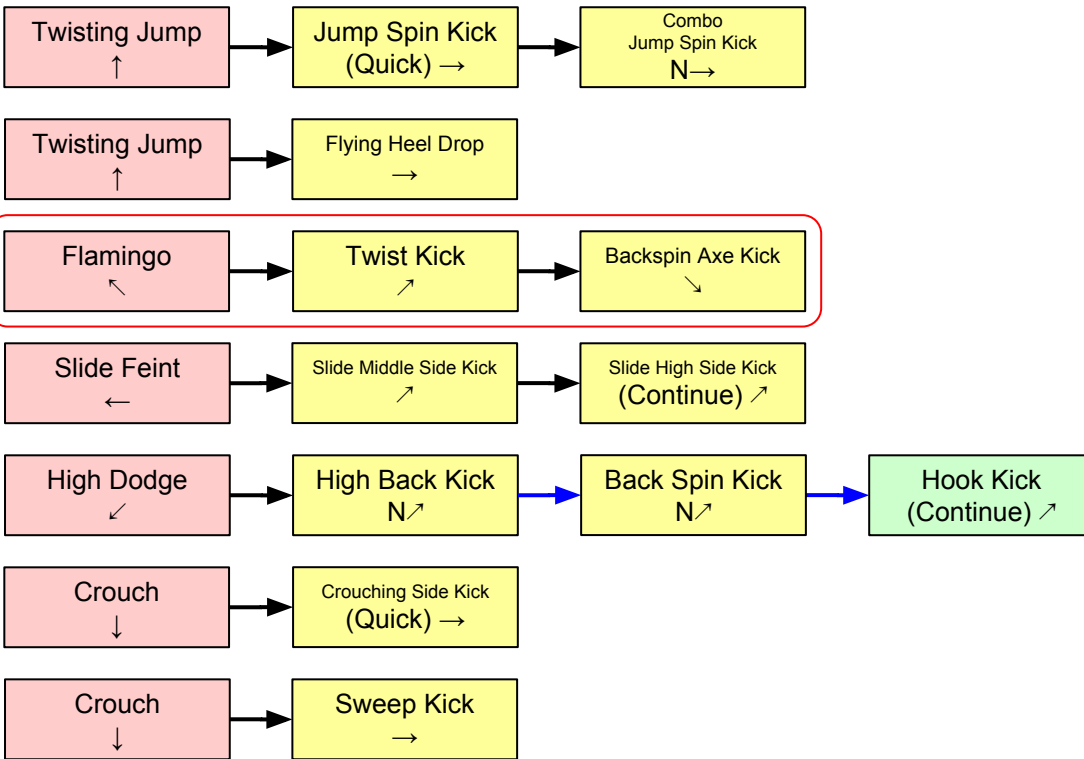 Twisting Jump
↑
Jump Spin Kick
(Quick) →
Combo
Jump Spin Kick
N→
Twisting Jump
↑
Flying Heel Drop
→
Flamingo
↖
Twist Kick
↗
Backspin Axe Kick
↘
Slide Feint
←
Slide Middle Side Kick
↗
Slide High Side Kick
(Continue) ↗
High Dodge
↙
High Back Kick
N↗
Back Spin Kick
N↗
Hook Kick
(Continue) ↗
Crouch
↓
Crouching Side Kick
(Quick) →
Crouch
↓
Sweep Kick
→